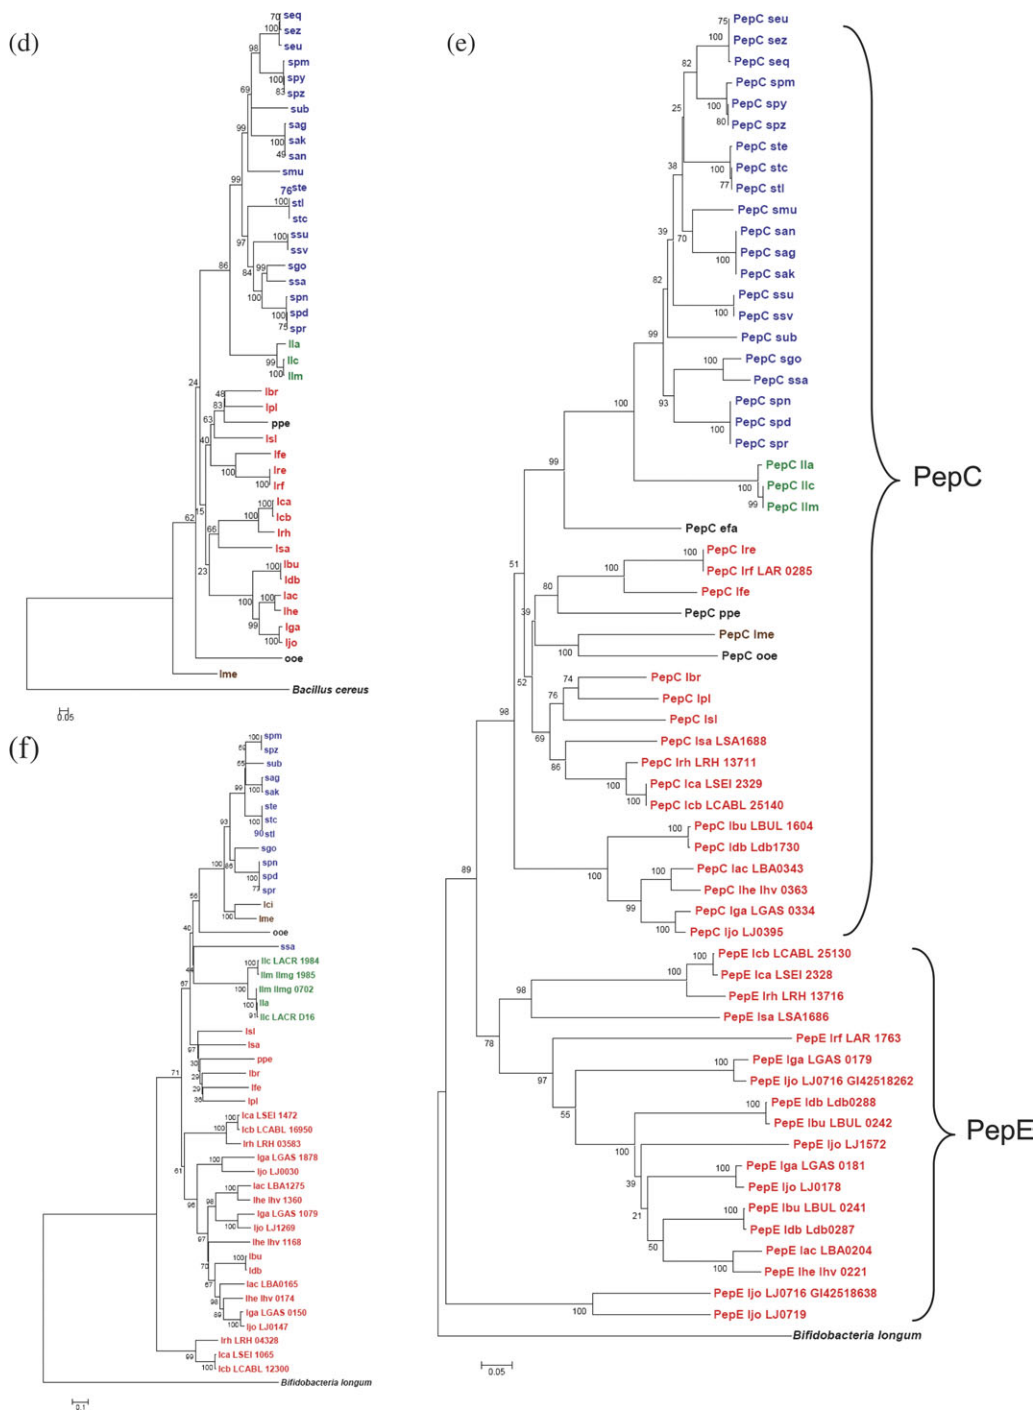 (d)
70 seq
100 sez
seu
98
spm
100 spy
83 spz
69
sub
sag
100 sak
49 san
99
smu
99
76 ste
100 stl
stc
97
100 ssu
ssv
84
99 sgo
ssa
100
spn
100 spd
75 spr
86
lla
99 llc
100 llm
24
48 lbr
83 lpl
ppe
63
lsl
40
lfe
100 lre
100 lrf
15
lca
100 lcb
100 lrh
66
lsa
62
23
lbu
100 ldb
100
lac
100 lhe
99
lga
100 ljo
ooe
lme
Bacillus cereus
0.05
(e)
75 PepC seu
100 PepC sez
PepC seq
82
PepC spm
100 PepC spy
80 PepC spz
25
PepC ste
100 PepC stc
77 PepC stl
38
PepC smu
70
PepC san
PepC sag
100 PepC sak
39
PepC ssu
100 PepC ssv
82
PepC sub
99
100 PepC sgo
PepC ssa
93
PepC spn
PepC spd
100 PepC spr
100
PepC lla
100 PepC llc
99 PepC llm
99
PepC efa
PepC
51
100 PepC lre
100 PepC lrf LAR 0285
PepC lfe
80
PepC ppe
39
PepC lme
100 PepC ooe
52
74 PepC lbr
76 PepC lpl
PepC lsl
69
PepC lsa LSA1688
86
PepC lrh LRH 13711
100 PepC lca LSEI 2329
100 PepC lcb LCABL 25140
98
100 PepC lbu LBUL 1604
PepC ldb Ldb1730
100
100 PepC lac LBA0343
PepC lhe lhv 0363
99
PepC lga LGAS 0334
100 PepC ljo LJ0395
89
100 PepE lcb LCABL 25130
100 PepE lca LSEI 2328
PepE lrh LRH 13716
98
PepE lsa LSA1686
78
PepE lrf LAR 1763
97
100 PepE lga LGAS 0179
PepE ljo LJ0716 GI42518262
55
100 PepE ldb Ldb0288
PepE lbu LBUL 0242
100
PepE ljo LJ1572
39
100 PepE lga LGAS 0181
PepE ljo LJ0178
21
100 PepE lbu LBUL 0241
PepE ldb Ldb0287
50
PepE lac LBA0204
100 PepE lhe lhv 0221
PepE
PepE ljo LJ0716 GI42518638
100 PepE ljo LJ0719
Bifidobacteria longum
0.05
(f)
100 spm
69 spz
55
sub
99
sag
100 sak
93
ste
100 stc
90 stl
100
sgo
86
spn
100 spd
77 spr
lci
100 lme
56
ooe
40
ssa
44
llc LACR 1984
100 llm llmg 1985
llm llmg 0702
100 lla
91 llc LACR D16
67
lsl
lsa
97
ppe
30
lbr
29
lfe
29
lpl
36
71
lca LSEI 1472
100 lcb LCABL 16950
100 lrh LRH 03583
61
lga LGAS 1878
100 ljo LJ0030
96
lac LBA1275
100 lhe lhv 1360
98
lga LGAS 1079
100 ljo LJ1269
97
lhe lhv 1168
70
100 lbu
ldb
67
lac LBA0165
98 lhe lhv 0174
89 lga LGAS 0150
100 ljo LJ0147
lrh LRH 04328
99 lca LSEI 1065
100 lcb LCABL 12300
Bifidobacteria longum
0.1